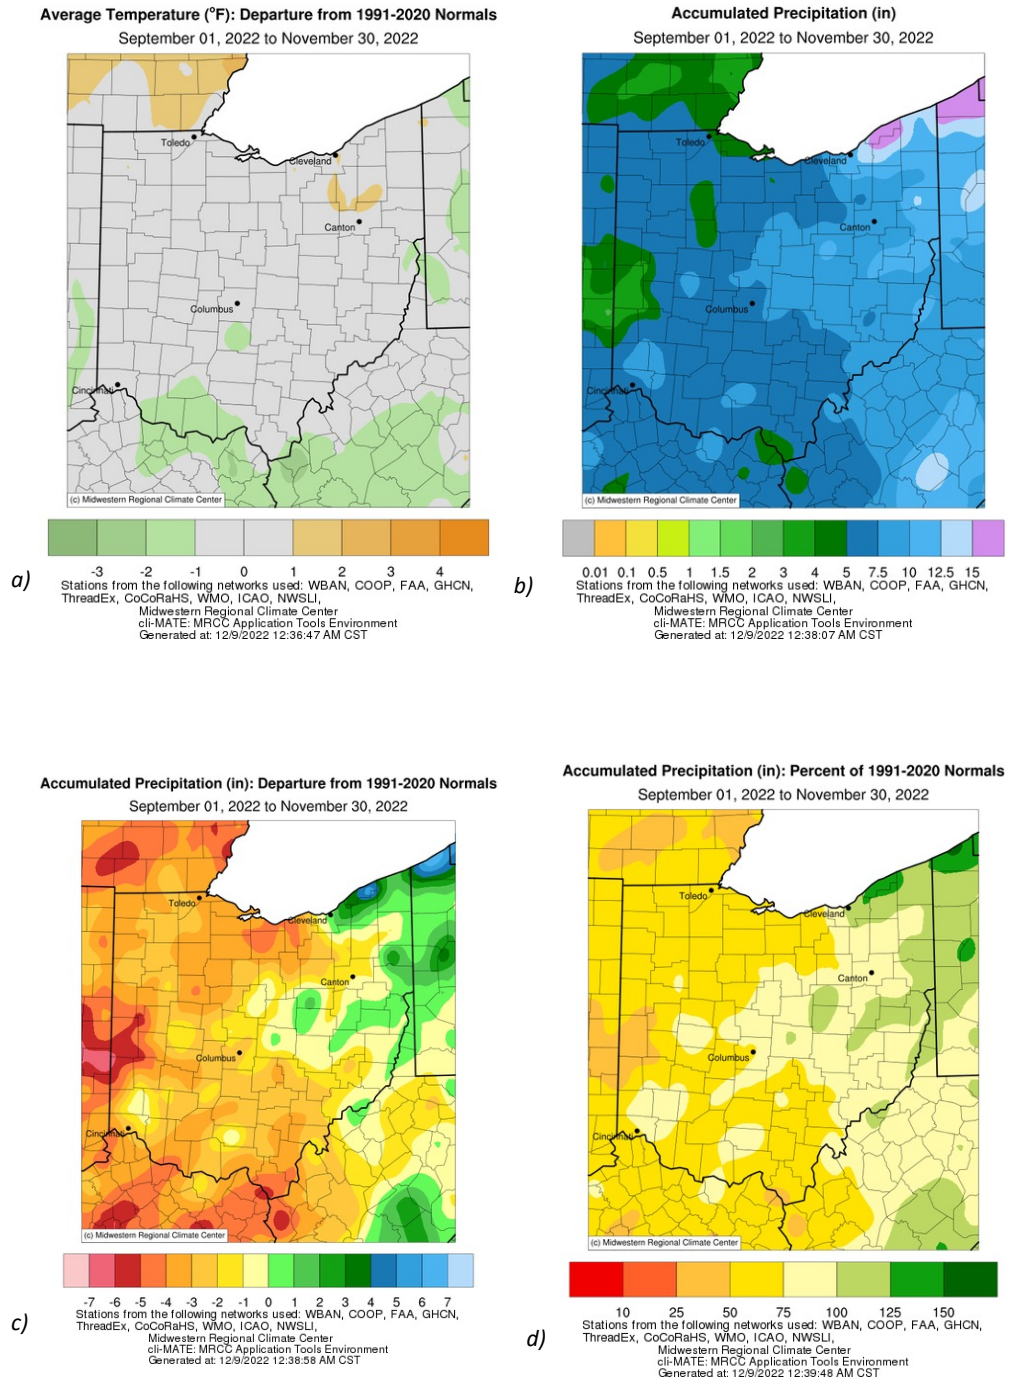 Average Temperature (°F): Departure from 1991-2020 Normals
September 01, 2022 to November 30, 2022
Toledo
Cleveland
Canton
Columbus
Cincinnati
(c) Midwestern Regional Climate Center
-3 -2 -1 0 1 2 3 4
a)
Stations from the following networks used: WBAN, COOP, FAA, GHCN,
ThreadEx, CoCoRaHS, WMO, ICAO, NWSLI,
Midwestern Regional Climate Center
cli-MATE: MRCC Application Tools Environment
Generated at: 12/9/2022 12:36:47 AM CST
Accumulated Precipitation (in)
September 01, 2022 to November 30, 2022
Toledo
Cleveland
Canton
Columbus
Cincinnati
(c) Midwestern Regional Climate Center
0.01 0.1 0.5 1 1.5 2 3 4 5 7.5 10 12.5 15
b)
Stations from the following networks used: WBAN, COOP, FAA, GHCN,
ThreadEx, CoCoRaHS, WMO, ICAO, NWSLI,
Midwestern Regional Climate Center
cli-MATE: MRCC Application Tools Environment
Generated at: 12/9/2022 12:38:07 AM CST
Accumulated Precipitation (in): Departure from 1991-2020 Normals
September 01, 2022 to November 30, 2022
Toledo
Cleveland
Canton
Columbus
Cincinnati
(c) Midwestern Regional Climate Center
-7 -6 -5 -4 -3 -2 -1 0 1 2 3 4 5 6 7
c)
Stations from the following networks used: WBAN, COOP, FAA, GHCN,
ThreadEx, CoCoRaHS, WMO, ICAO, NWSLI,
Midwestern Regional Climate Center
cli-MATE: MRCC Application Tools Environment
Generated at: 12/9/2022 12:38:58 AM CST
Accumulated Precipitation (in): Percent of 1991-2020 Normals
September 01, 2022 to November 30, 2022
Toledo
Cleveland
Canton
Columbus
Cincinnati
(c) Midwestern Regional Climate Center
10 25 50 75 100 125 150
d)
Stations from the following networks used: WBAN, COOP, FAA, GHCN,
ThreadEx, CoCoRaHS, WMO, ICAO, NWSLI,
Midwestern Regional Climate Center
cli-MATE: MRCC Application Tools Environment
Generated at: 12/9/2022 12:39:48 AM CST